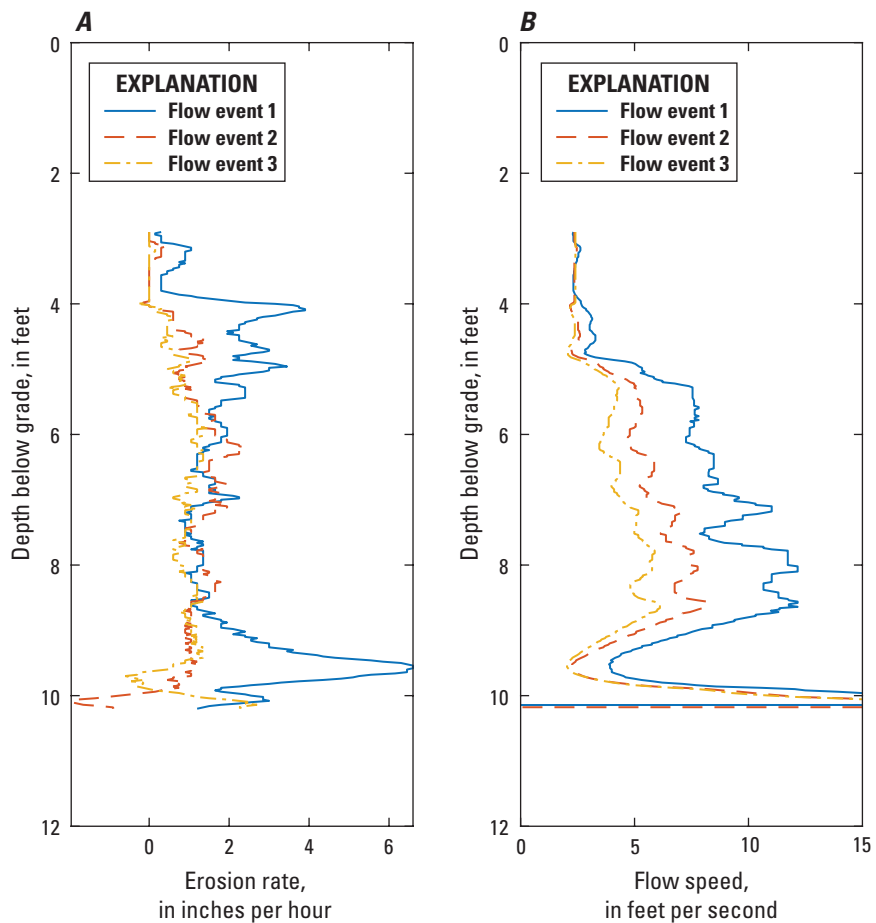 A
0
2
4
6
8
10
12
Depth below grade, in feet
EXPLANATION
Flow event 1
Flow event 2
Flow event 3
0
2
4
6
Erosion rate,
in inches per hour
B
0
2
4
6
8
10
12
Depth below grade, in feet
EXPLANATION
Flow event 1
Flow event 2
Flow event 3
0
5
10
15
Flow speed,
in feet per second